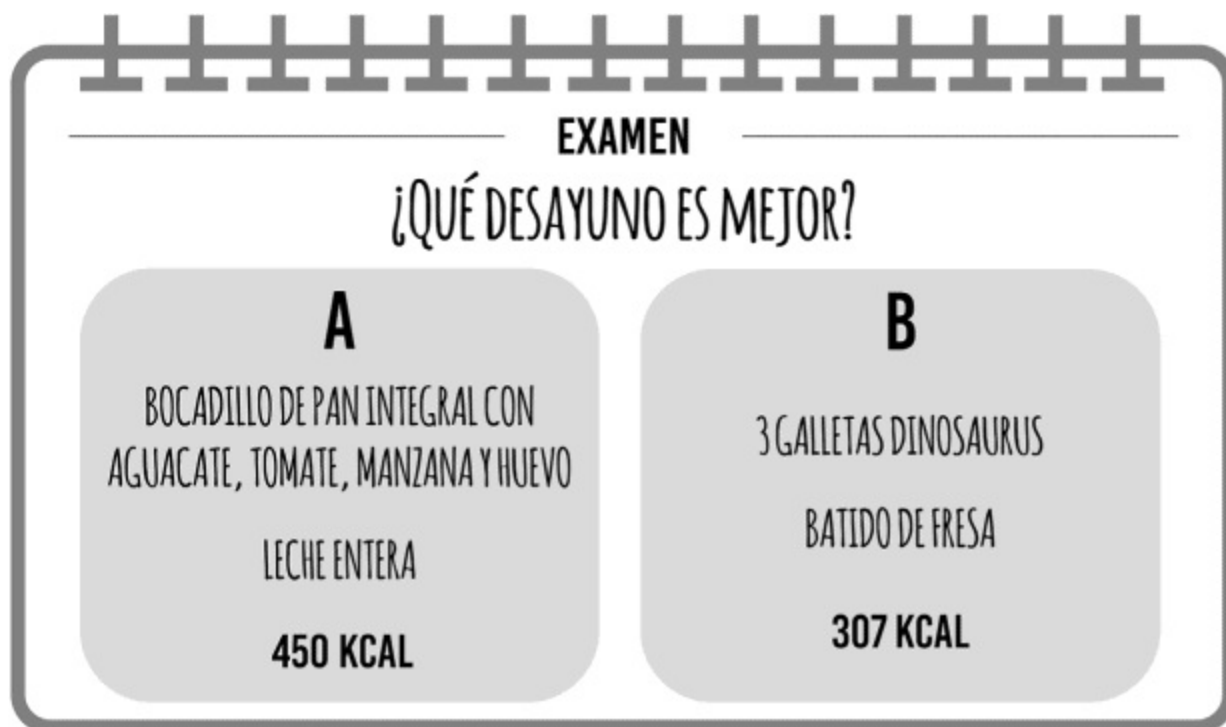 EXAMEN
¿QUÉ DESAYUNO ES MEJOR?
A
BOCADILLO DE PAN INTEGRAL CON
AGUACATE, TOMATE, MANZANA Y HUEVO
LECHE ENTERA
450 KCAL
B
3 GALLETAS DINOSAURUS
BATIDO DE FRESA
307 KCAL